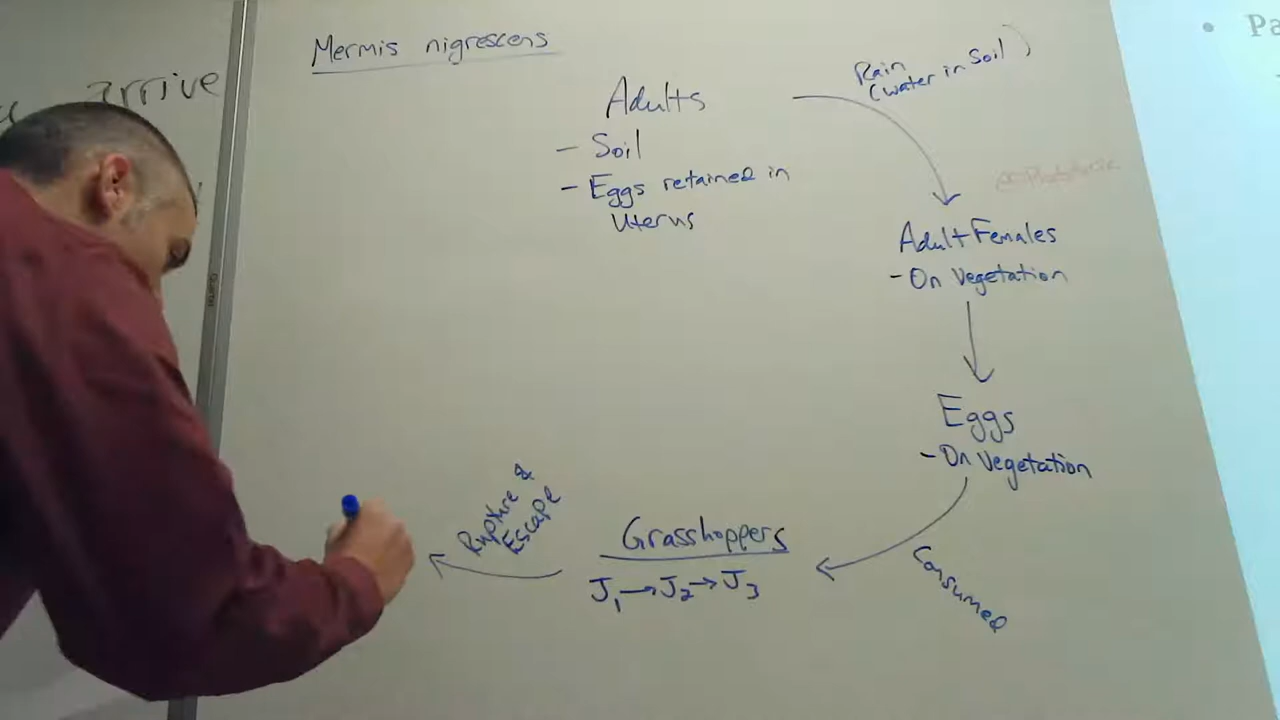 arrive
Mermis nigrescens
Adults
- Soil
- Eggs retained in
Uterus
Rain
(water in Soil)
Adult Females
- On Vegetation
Eggs
- On Vegetation
Consumed
Grasshoppers
J1→J2→J3
Rupture &
Escape
• Pa